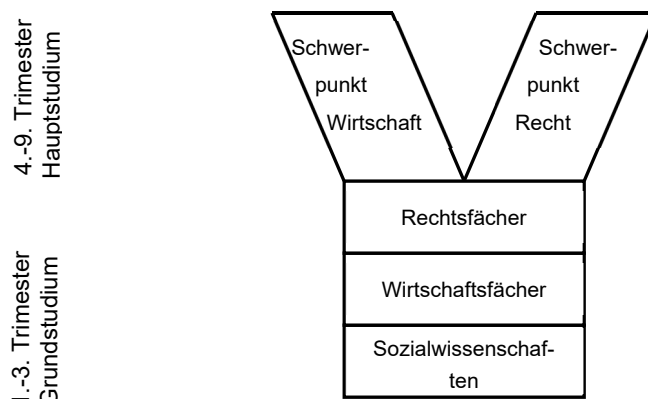 4.-9. Trimester
Hauptstudium
Schwer-
punkt
Wirtschaft
Schwer-
punkt
Recht
1.-3. Trimester
Grundstudium
Rechtsfächer
Wirtschaftsfächer
Sozialwissenschaf-
ten